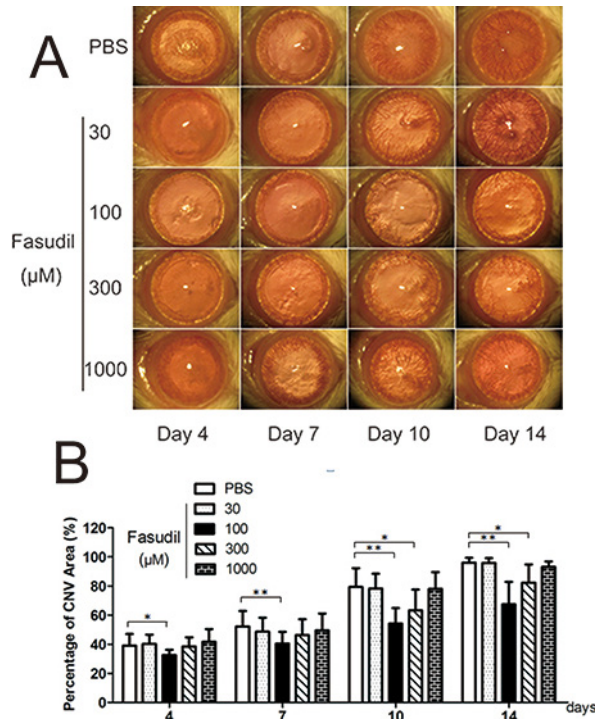 A
PBS
30
100
300
1000
Fasudil
(µM)
Day 4
Day 7
Day 10
Day 14
B
PBS
30
100
300
1000
Fasudil
(µM)
Percentage of CNV Area (%)
120
100
80
60
40
20
0
*
**
*
**
*
**
4
7
10
14
days